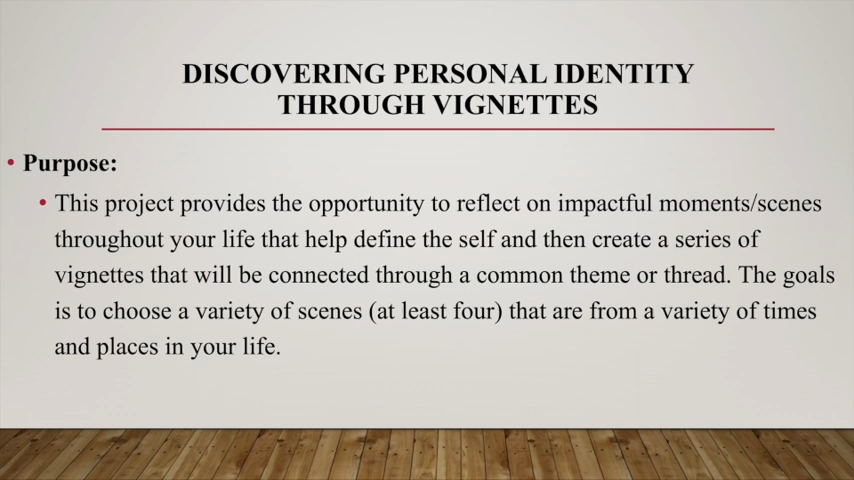 DISCOVERING PERSONAL IDENTITY
THROUGH VIGNETTES
• Purpose:
• This project provides the opportunity to reflect on impactful moments/scenes
throughout your life that help define the self and then create a series of
vignettes that will be connected through a common theme or thread. The goals
is to choose a variety of scenes (at least four) that are from a variety of times
and places in your life.